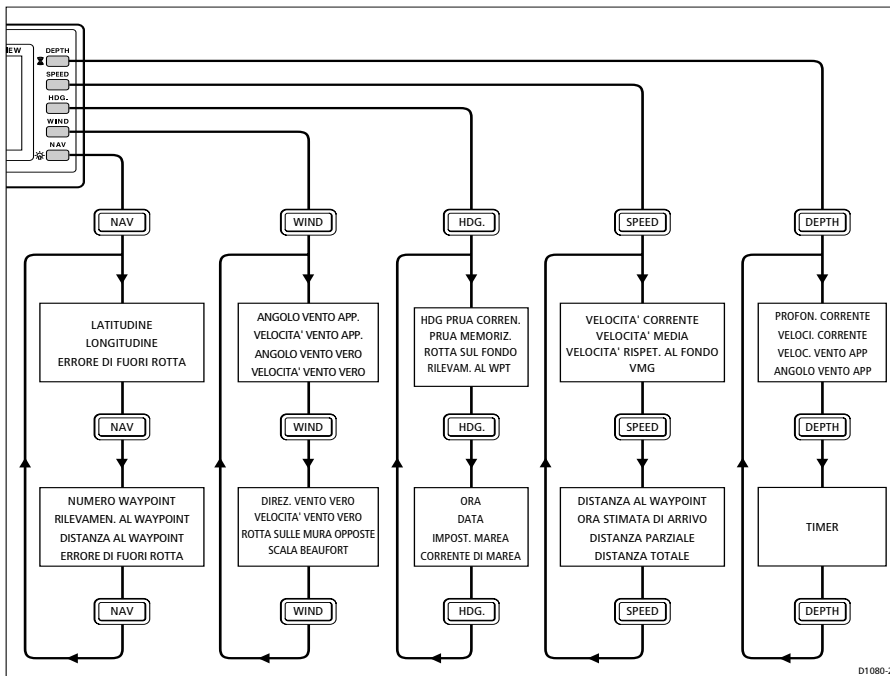 IEW
DEPTH
SPEED
HDG.
WIND
NAV
NAV
WIND
HDG.
SPEED
DEPTH
LATITUDINE
LONGITUDINE
ERRORE DI FUORI ROTTA
ANGOLO VENTO APP.
VELOCITA' VENTO APP.
ANGOLO VENTO VERO
VELOCITA' VENTO VERO
HDG PRUA CORREN.
PRUA MEMORIZ.
ROTTA SUL FONDO
RILEVAM. AL WPT
VELOCITA' CORRENTE
VELOCITA' MEDIA
VELOCITA' RISPET. AL FONDO
VMG
PROFON. CORRENTE
VELOCI. CORRENTE
VELOC. VENTO APP
ANGOLO VENTO APP
NAV
WIND
HDG.
SPEED
DEPTH
NUMERO WAYPOINT
RILEVAMEN. AL WAYPOINT
DISTANZA AL WAYPOINT
ERRORE DI FUORI ROTTA
DIREZ. VENTO VERO
VELOCITA' VENTO VERO
ROTTA SULLE MURA OPPOSTE
SCALA BEAUFORT
ORA
DATA
IMPOST. MAREA
CORRENTE DI MAREA
DISTANZA AL WAYPOINT
ORA STIMATA DI ARRIVO
DISTANZA PARZIALE
DISTANZA TOTALE
TIMER
NAV
WIND
HDG.
SPEED
DEPTH
D1080-2